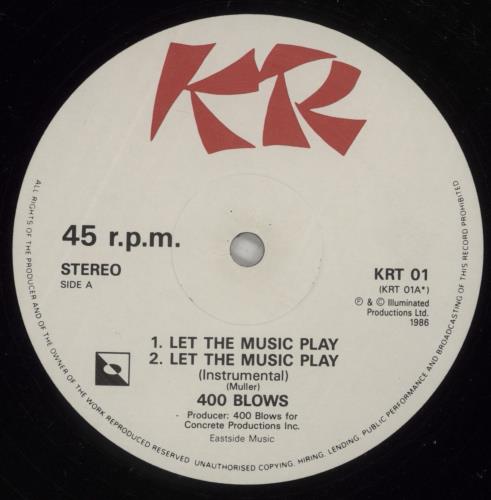 KR
45 r.p.m.
STEREO
SIDE A
KRT 01
(KRT 01A*)
Ⓟ & © Illuminated
Productions Ltd.
1986
1. LET THE MUSIC PLAY
2. LET THE MUSIC PLAY
(Instrumental)
(Muller)
400 BLOWS
Producer: 400 Blows for
Concrete Productions Inc.
Eastside Music
ALL RIGHTS OF THE PRODUCER AND OF THE OWNER OF THE WORK REPRODUCED RESERVED UNAUTHORISED COPYING, HIRING, LENDING, PUBLIC PERFORMANCE AND BROADCASTING OF THIS RECORD PROHIBITED